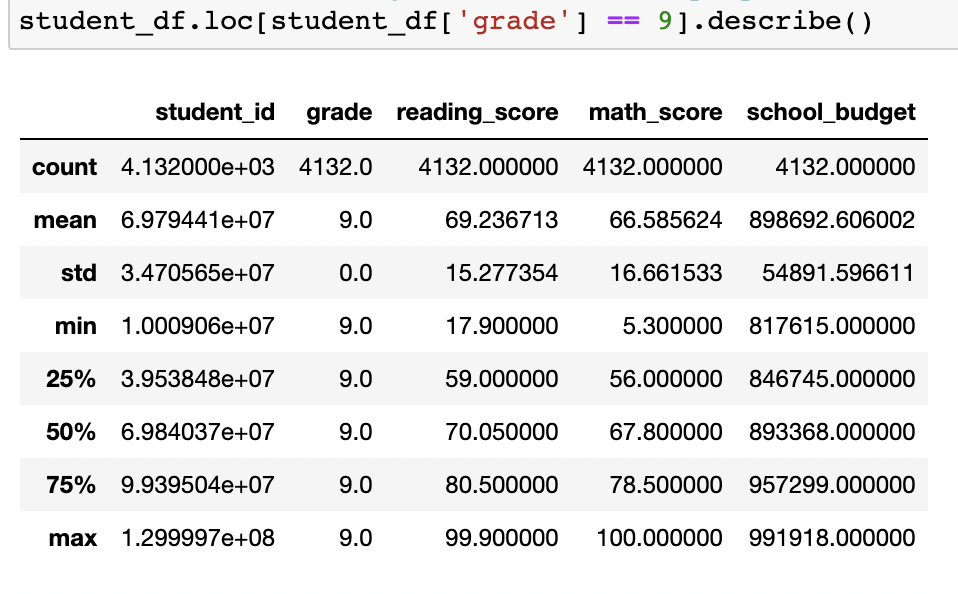 student_df.loc[student_df['grade'] == 9].describe()
student_id grade reading_score math_score school_budget
count 4.132000e+03 4132.0 4132.000000 4132.000000 4132.000000
mean 6.979441e+07 9.0 69.236713 66.585624 898692.606002
std 3.470565e+07 0.0 15.277354 16.661533 54891.596611
min 1.000906e+07 9.0 17.900000 5.300000 817615.000000
25% 3.953848e+07 9.0 59.000000 56.000000 846745.000000
50% 6.984037e+07 9.0 70.050000 67.800000 893368.000000
75% 9.939504e+07 9.0 80.500000 78.500000 957299.000000
max 1.299997e+08 9.0 99.900000 100.000000 991918.000000